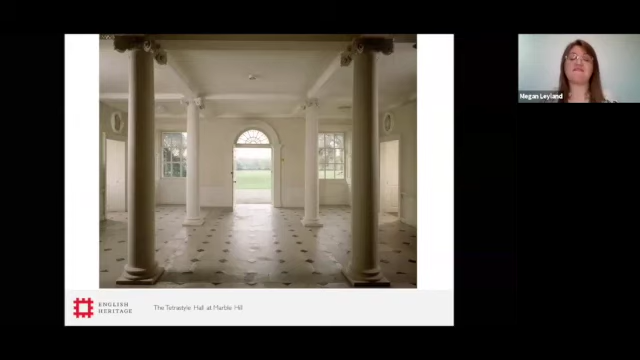 Megan Leyland
ENGLISH
HERITAGE
The Tetrastyle Hall at Marble Hill